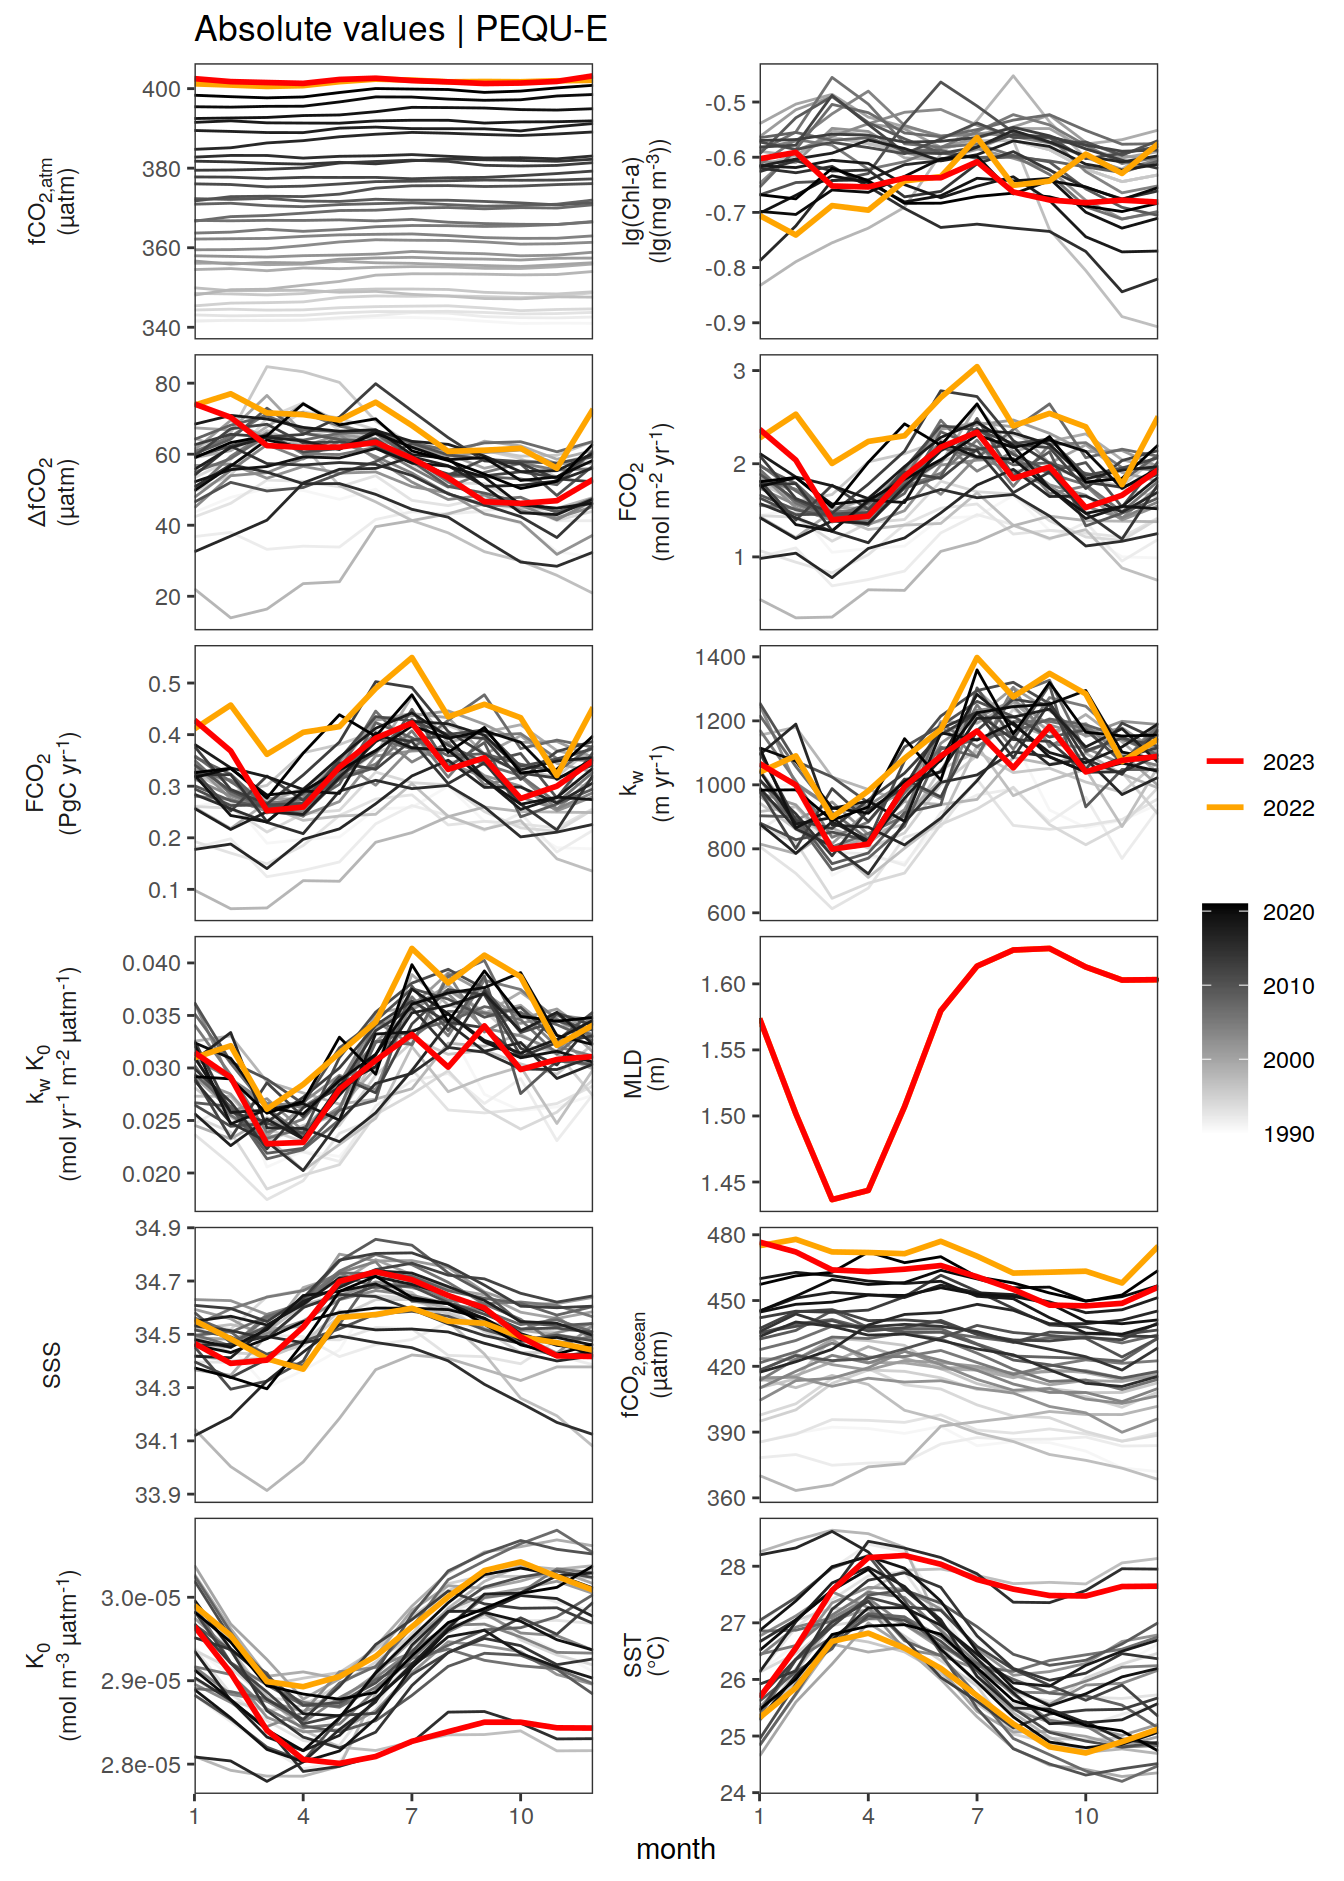 Absolute values | PEQU-E
fCO2,atm
(µatm)
400
380
360
340
lg(Chl-a)
(lg(mg m-3))
-0.5
-0.6
-0.7
-0.8
-0.9
ΔfCO2
(µatm)
80
60
40
20
FCO2
(mol m-2 yr-1)
3
2
1
FCO2
(PgC yr-1)
0.5
0.4
0.3
0.2
0.1
kw
(m yr-1)
1400
1200
1000
800
600
2023
2022
2020
2010
2000
1990
kw K0
(mol yr-1 m-2 µatm-1)
0.040
0.035
0.030
0.025
0.020
MLD
(m)
1.60
1.55
1.50
1.45
SSS
34.9
34.7
34.5
34.3
34.1
33.9
fCO2,ocean
(µatm)
480
450
420
390
360
K0
(mol m-3 µatm-1)
3.0e-05
2.9e-05
2.8e-05
SST
(°C)
28
27
26
25
24
1 4 7 10
1 4 7 10
month